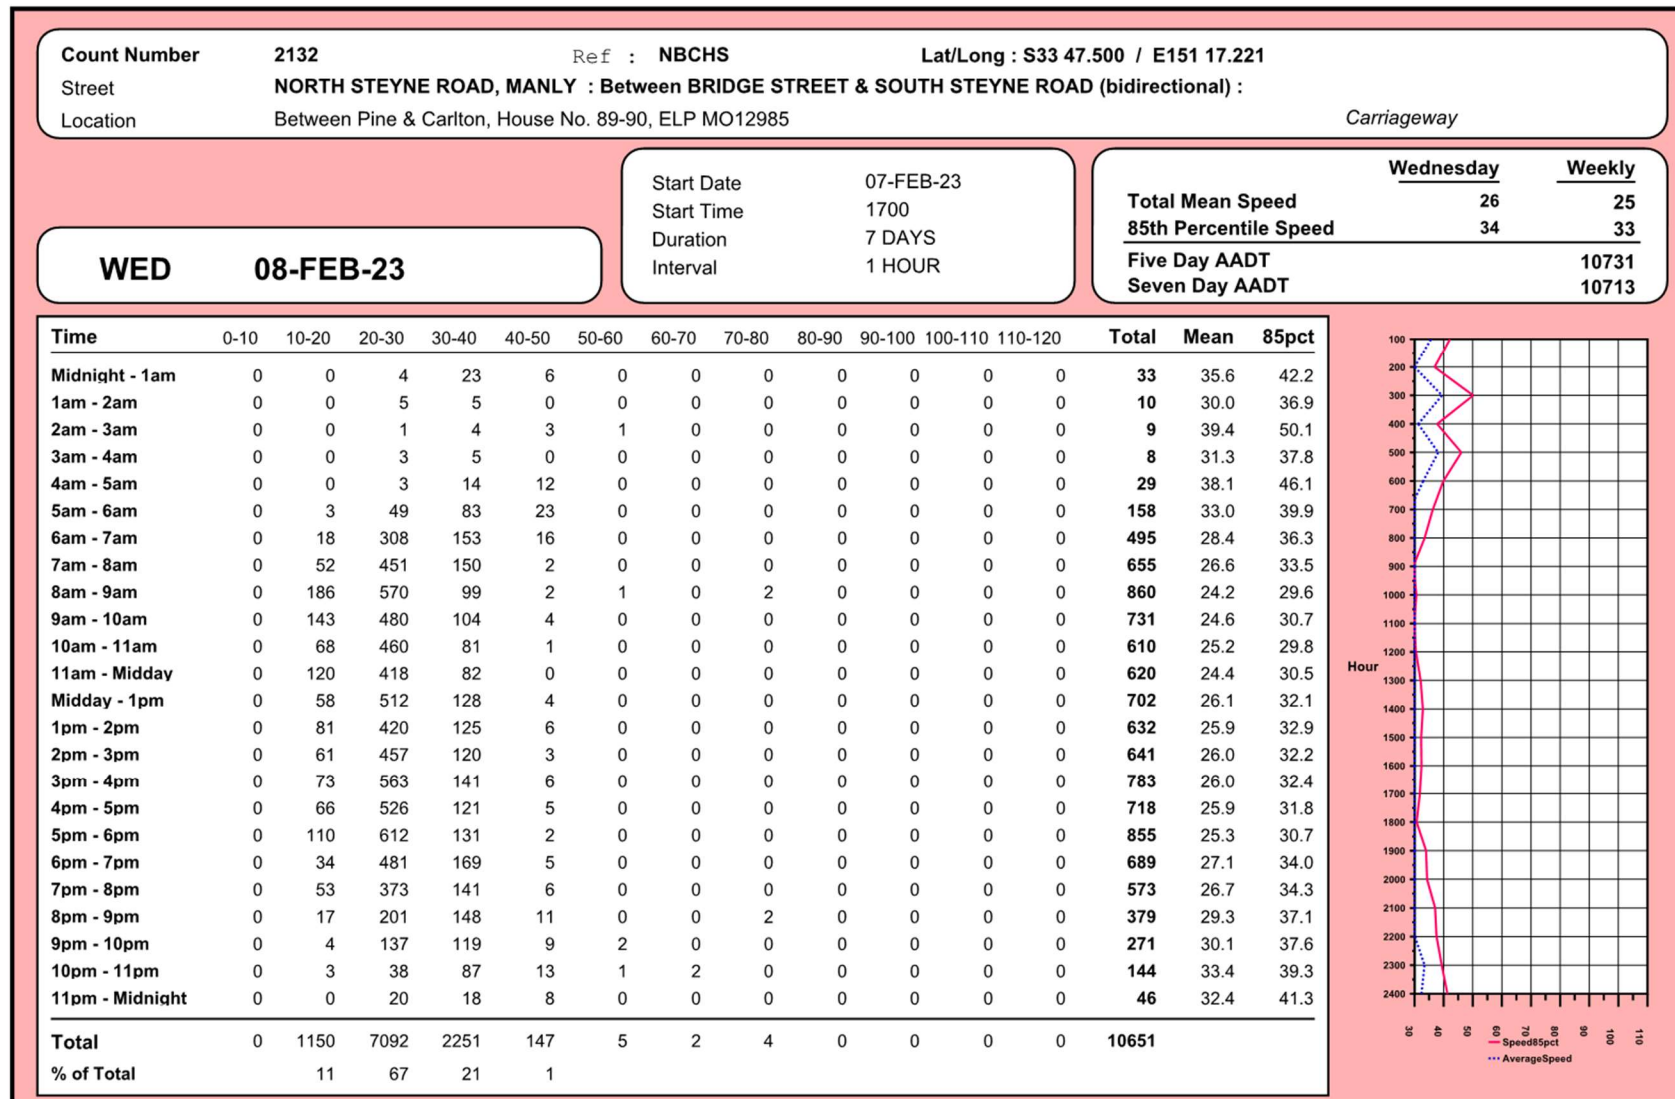 Count Number 2132 Ref : NBCHS Lat/Long : S33 47.500 / E151 17.221
Street NORTH STEYNE ROAD, MANLY : Between BRIDGE STREET & SOUTH STEYNE ROAD (bidirectional) :
Location Between Pine & Carlton, House No. 89-90, ELP MO12985 Carriageway
WED 08-FEB-23
Start Date 07-FEB-23
Start Time 1700
Duration 7 DAYS
Interval 1 HOUR
Wednesday Weekly
Total Mean Speed 26 25
85th Percentile Speed 34 33
Five Day AADT 10731
Seven Day AADT 10713
Time 0-10 10-20 20-30 30-40 40-50 50-60 60-70 70-80 80-90 90-100 100-110 110-120 Total Mean 85pct
Midnight - 1am 0 0 4 23 6 0 0 0 0 0 0 0 33 35.6 42.2
1am - 2am 0 0 5 5 0 0 0 0 0 0 0 0 10 30.0 36.9
2am - 3am 0 0 1 4 3 1 0 0 0 0 0 0 9 39.4 50.1
3am - 4am 0 0 3 5 0 0 0 0 0 0 0 0 8 31.3 37.8
4am - 5am 0 0 3 14 12 0 0 0 0 0 0 0 29 38.1 46.1
5am - 6am 0 3 49 83 23 0 0 0 0 0 0 0 158 33.0 39.9
6am - 7am 0 18 308 153 16 0 0 0 0 0 0 0 495 28.4 36.3
7am - 8am 0 52 451 150 2 0 0 0 0 0 0 0 655 26.6 33.5
8am - 9am 0 186 570 99 2 1 0 2 0 0 0 0 860 24.2 29.6
9am - 10am 0 143 480 104 4 0 0 0 0 0 0 0 731 24.6 30.7
10am - 11am 0 68 460 81 1 0 0 0 0 0 0 0 610 25.2 29.8
11am - Midday 0 120 418 82 0 0 0 0 0 0 0 0 620 24.4 30.5
Midday - 1pm 0 58 512 128 4 0 0 0 0 0 0 0 702 26.1 32.1
1pm - 2pm 0 81 420 125 6 0 0 0 0 0 0 0 632 25.9 32.9
2pm - 3pm 0 61 457 120 3 0 0 0 0 0 0 0 641 26.0 32.2
3pm - 4pm 0 73 563 141 6 0 0 0 0 0 0 0 783 26.0 32.4
4pm - 5pm 0 66 526 121 5 0 0 0 0 0 0 0 718 25.9 31.8
5pm - 6pm 0 110 612 131 2 0 0 0 0 0 0 0 855 25.3 30.7
6pm - 7pm 0 34 481 169 5 0 0 0 0 0 0 0 689 27.1 34.0
7pm - 8pm 0 53 373 141 6 0 0 0 0 0 0 0 573 26.7 34.3
8pm - 9pm 0 17 201 148 11 0 0 2 0 0 0 0 379 29.3 37.1
9pm - 10pm 0 4 137 119 9 2 0 0 0 0 0 0 271 30.1 37.6
10pm - 11pm 0 3 38 87 13 1 2 0 0 0 0 0 144 33.4 39.3
11pm - Midnight 0 0 20 18 8 0 0 0 0 0 0 0 46 32.4 41.3
Total 0 1150 7092 2251 147 5 2 4 0 0 0 0 10651
% of Total 11 67 21 1
100
200
300
400
500
600
700
800
900
1000
1100
1200
Hour
1300
1400
1500
1600
1700
1800
1900
2000
2100
2200
2300
2400
30 40 50 60 70 80 90 100 110
Speed85pct
AverageSpeed